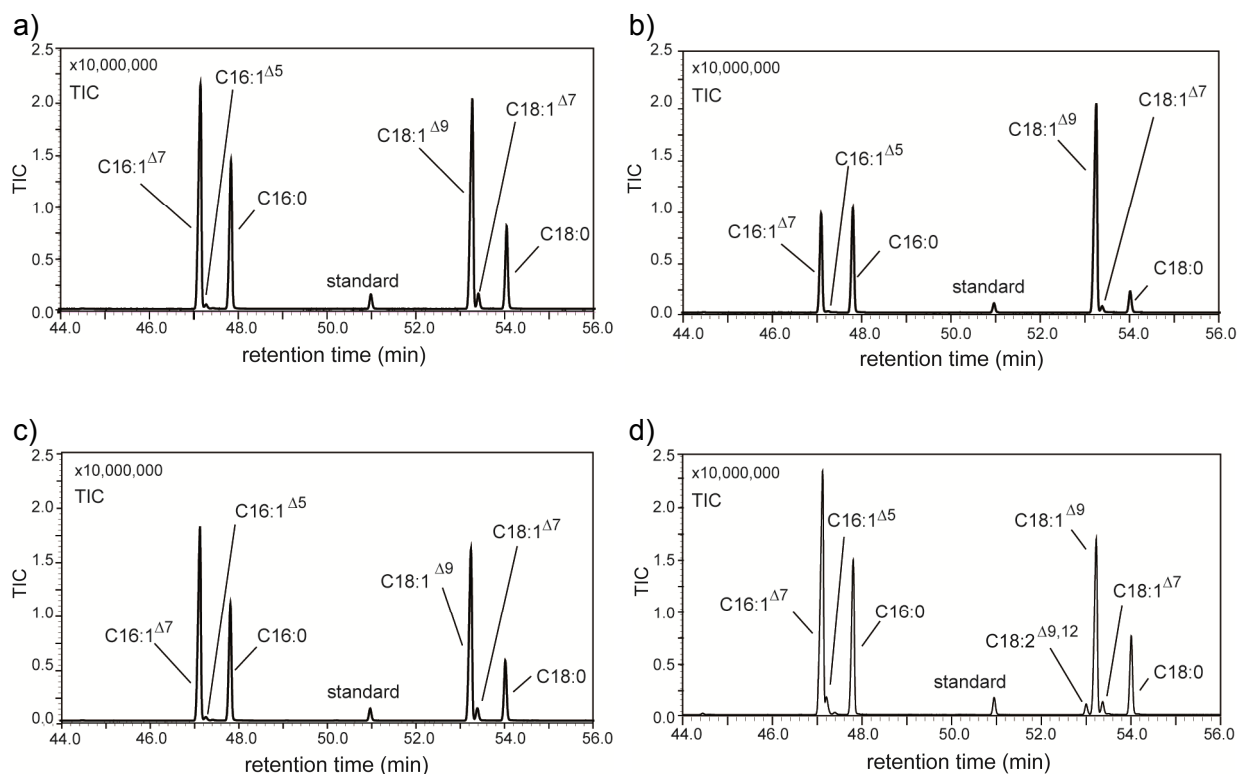 a)
2.5
x10,000,000
TIC
C16:1Δ5
C18:1Δ7
2.0
C18:1Δ9
1.5
C16:1Δ7
TIC
C16:0
1.0
C18:0
0.5
standard
0.0
44.0 46.0 48.0 50.0 52.0 54.0 56.0
retention time (min)
b)
2.5
x10,000,000
TIC
C18:1Δ7
2.0
C18:1Δ9
C16:1Δ5
1.5
TIC
1.0
C16:1Δ7
C16:0
C18:0
0.5
standard
0.0
44.0 46.0 48.0 50.0 52.0 54.0 56.0
retention time (min)
c)
2.5
x10,000,000
TIC
C16:1Δ5
2.0
C18:1Δ7
1.5
C18:1Δ9
TIC
1.0
C16:1Δ7
C16:0
0.5
C18:0
standard
0.0
44.0 46.0 48.0 50.0 52.0 54.0 56.0
retention time (min)
d)
2.5
x10,000,000
TIC
C16:1Δ5
C18:1Δ9
2.0
1.5
TIC
C16:1Δ7
C16:0
C18:1Δ7
1.0
C18:2Δ9,12
C18:0
0.5
standard
0.0
44.0 46.0 48.0 50.0 52.0 54.0 56.0
retention time (min)